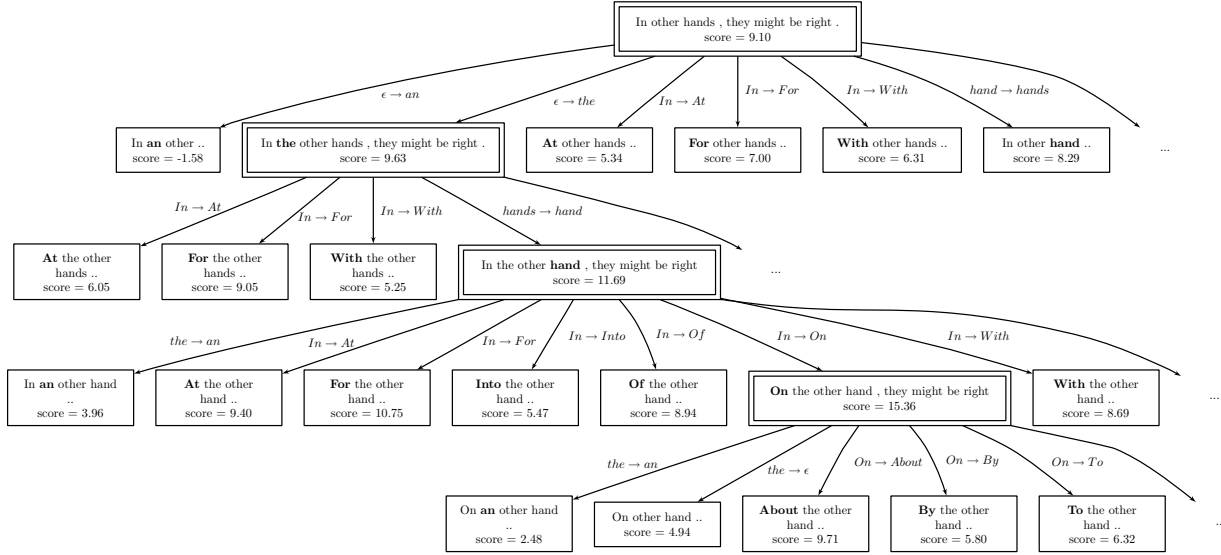 In other hands , they might be right .
score = 9.10
ϵ → an
ϵ → the
In → At
In → For
In → With
hand → hands
In an other ..
score = -1.58
In the other hands , they might be right .
score = 9.63
At other hands ..
score = 5.34
For other hands ..
score = 7.00
With other hands ..
score = 6.31
In other hand ..
score = 8.29
...
In → At
In → For
In → With
hands → hand
At the other
hands ..
score = 6.05
For the other
hands ..
score = 9.05
With the other
hands ..
score = 5.25
In the other hand , they might be right
score = 11.69
...
the → an
In → At
In → For
In → Into
In → Of
In → On
In → With
In an other hand
..
score = 3.96
At the other
hand ..
score = 9.40
For the other
hand ..
score = 10.75
Into the other
hand ..
score = 5.47
Of the other
hand ..
score = 8.94
On the other hand , they might be right
score = 15.36
With the other
hand ..
score = 8.69
...
the → an
the → ϵ
On → About
On → By
On → To
On an other hand
..
score = 2.48
On other hand ..
score = 4.94
About the other
hand ..
score = 9.71
By the other
hand ..
score = 5.80
To the other
hand ..
score = 6.32
..